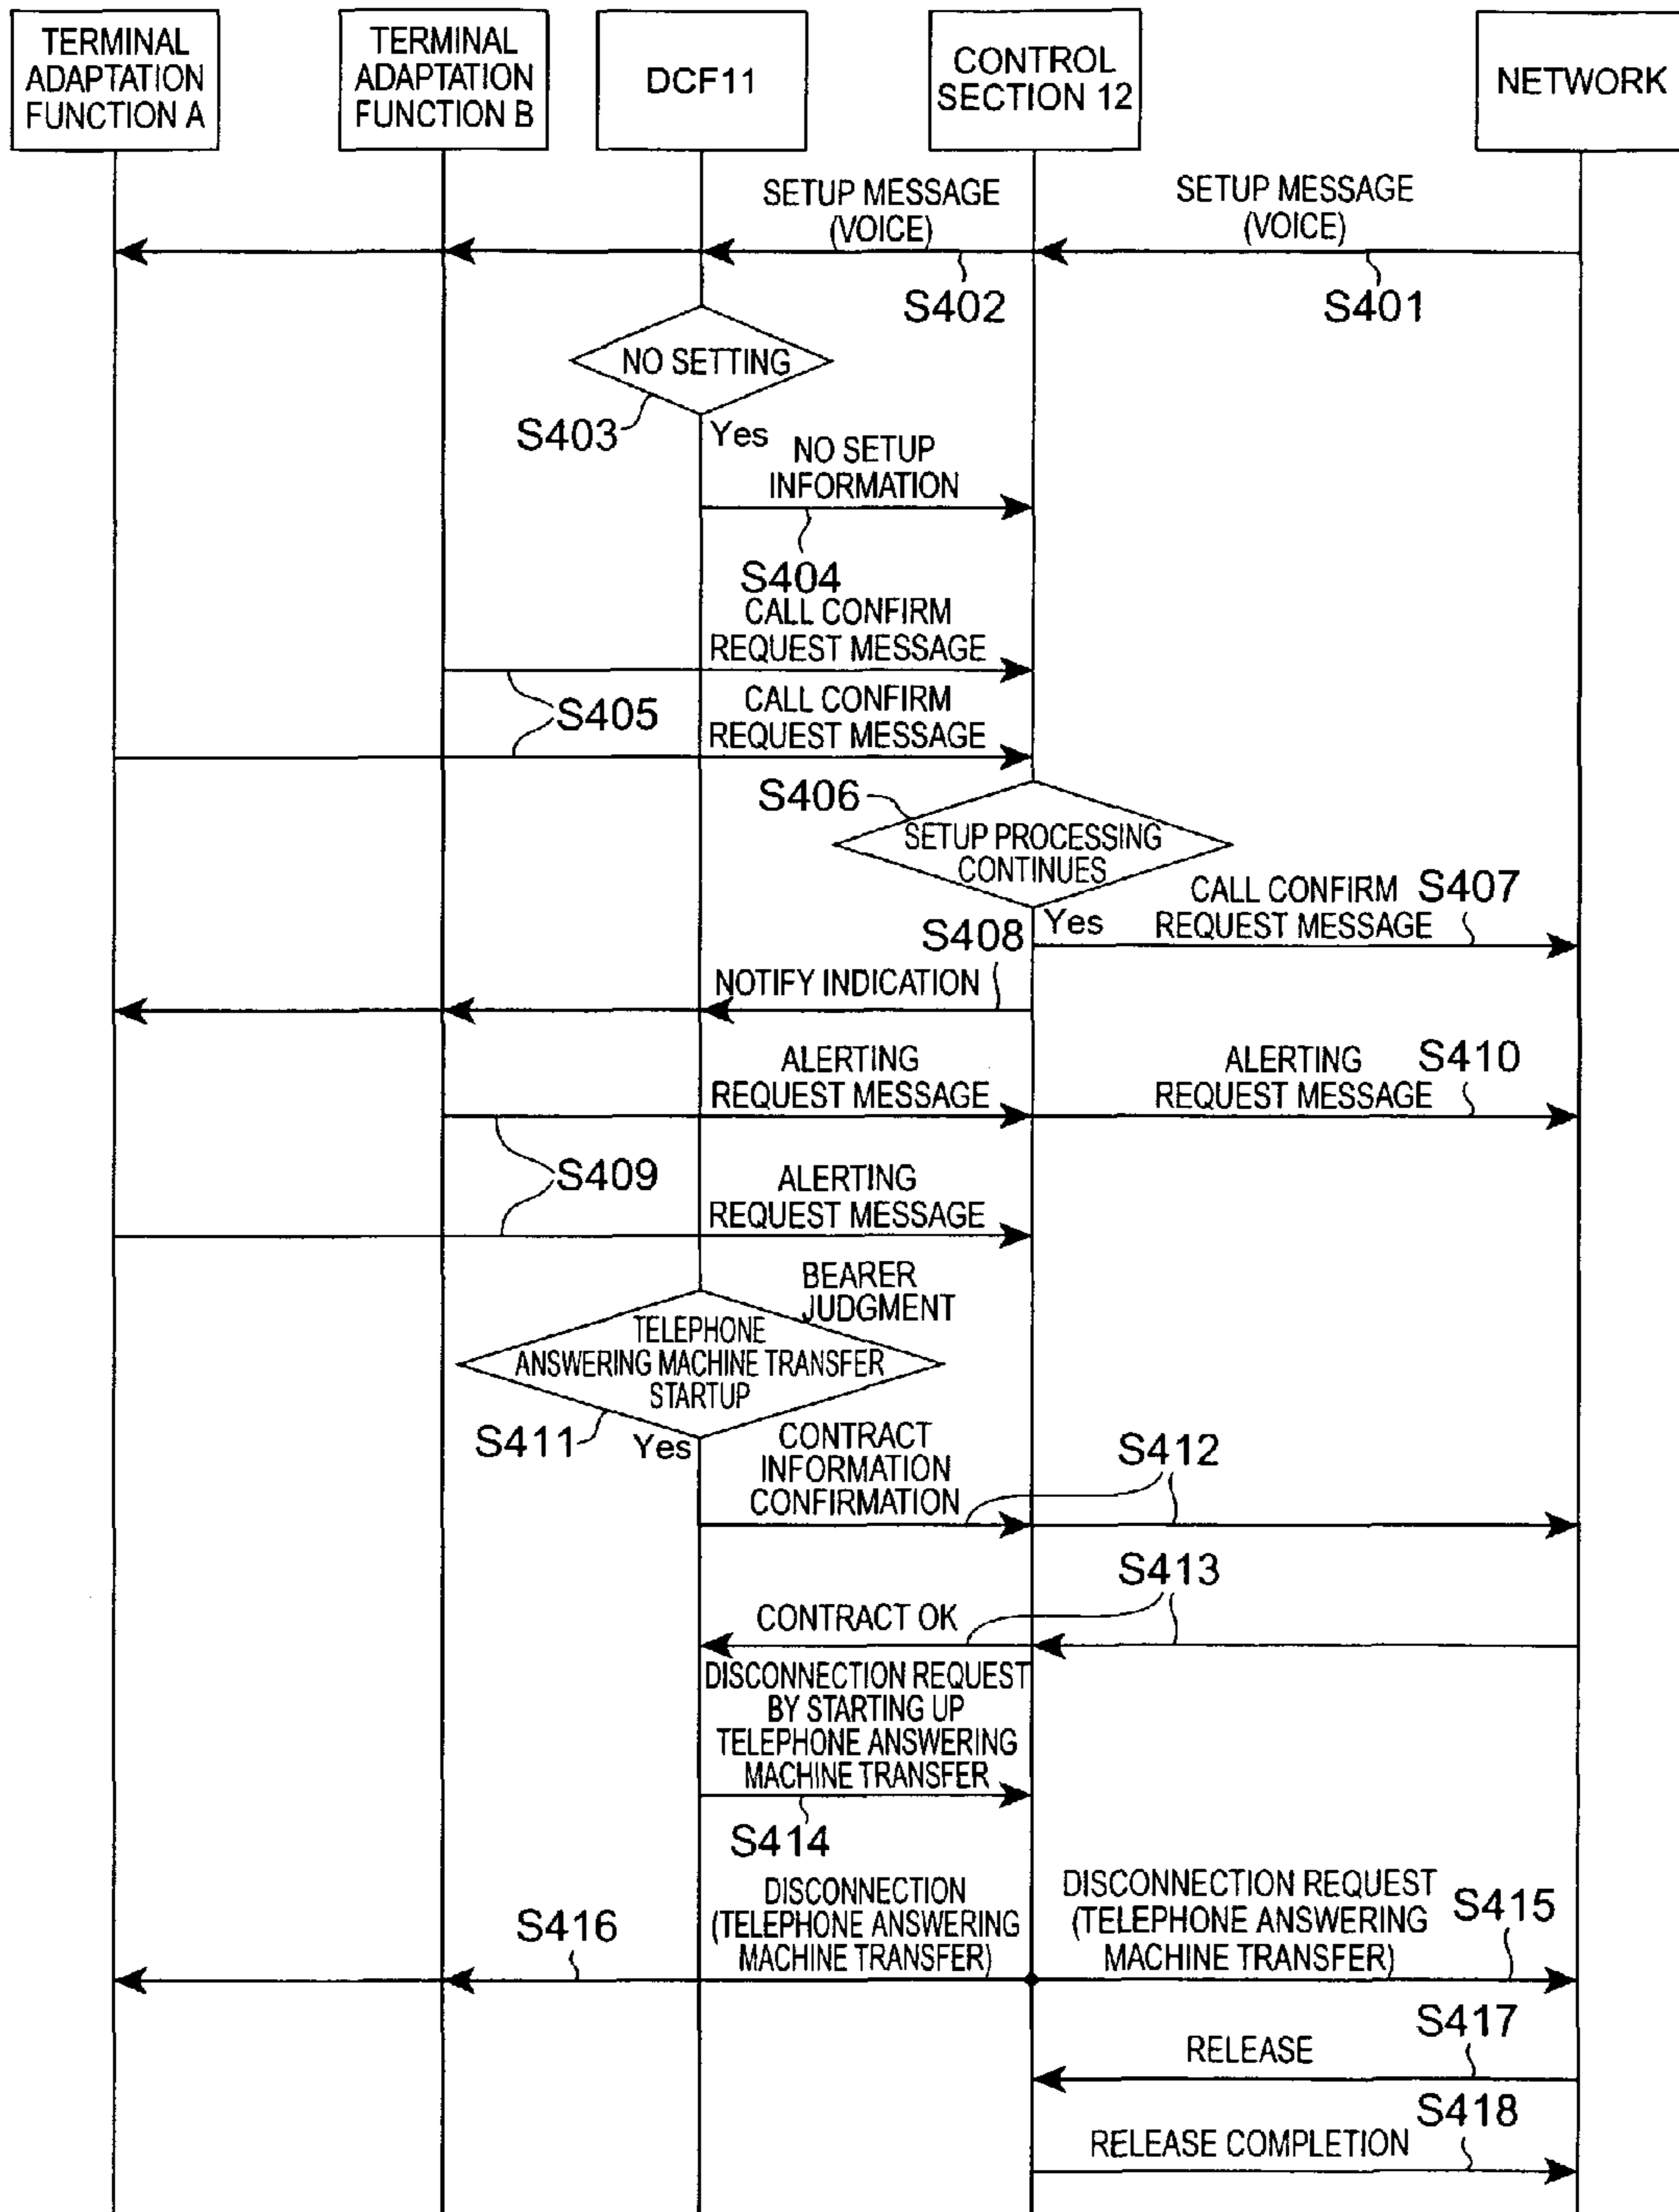 TERMINAL
ADAPTATION
FUNCTION A
TERMINAL
ADAPTATION
FUNCTION B
DCF11
CONTROL
SECTION 12
NETWORK
SETUP MESSAGE
(VOICE)
SETUP MESSAGE
(VOICE)
S402
S401
NO SETTING
S403
Yes
NO SETUP
INFORMATION
S404
CALL CONFIRM
REQUEST MESSAGE
S405
CALL CONFIRM
REQUEST MESSAGE
S406
SETUP PROCESSING
CONTINUES
Yes
CALL CONFIRM
REQUEST MESSAGE
S407
S408
NOTIFY INDICATION
ALERTING
REQUEST MESSAGE
ALERTING
REQUEST MESSAGE
S410
S409
ALERTING
REQUEST MESSAGE
BEARER
JUDGMENT
TELEPHONE
ANSWERING MACHINE TRANSFER
STARTUP
S411
Yes
CONTRACT
INFORMATION
CONFIRMATION
S412
S413
CONTRACT OK
DISCONNECTION REQUEST
BY STARTING UP
TELEPHONE ANSWERING
MACHINE TRANSFER
S414
DISCONNECTION
(TELEPHONE ANSWERING
MACHINE TRANSFER)
DISCONNECTION REQUEST
(TELEPHONE ANSWERING
MACHINE TRANSFER)
S415
S416
S417
RELEASE
S418
RELEASE COMPLETION